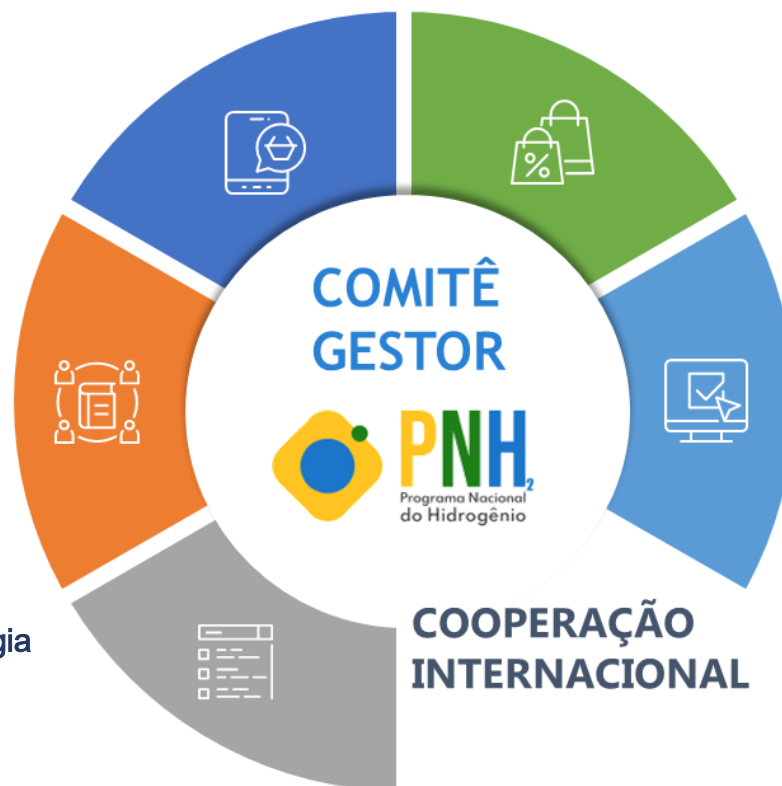 COMITÊ
GESTOR
PNH₂
Programa Nacional
do Hidrogênio
gia
COOPERAÇÃO
INTERNACIONAL